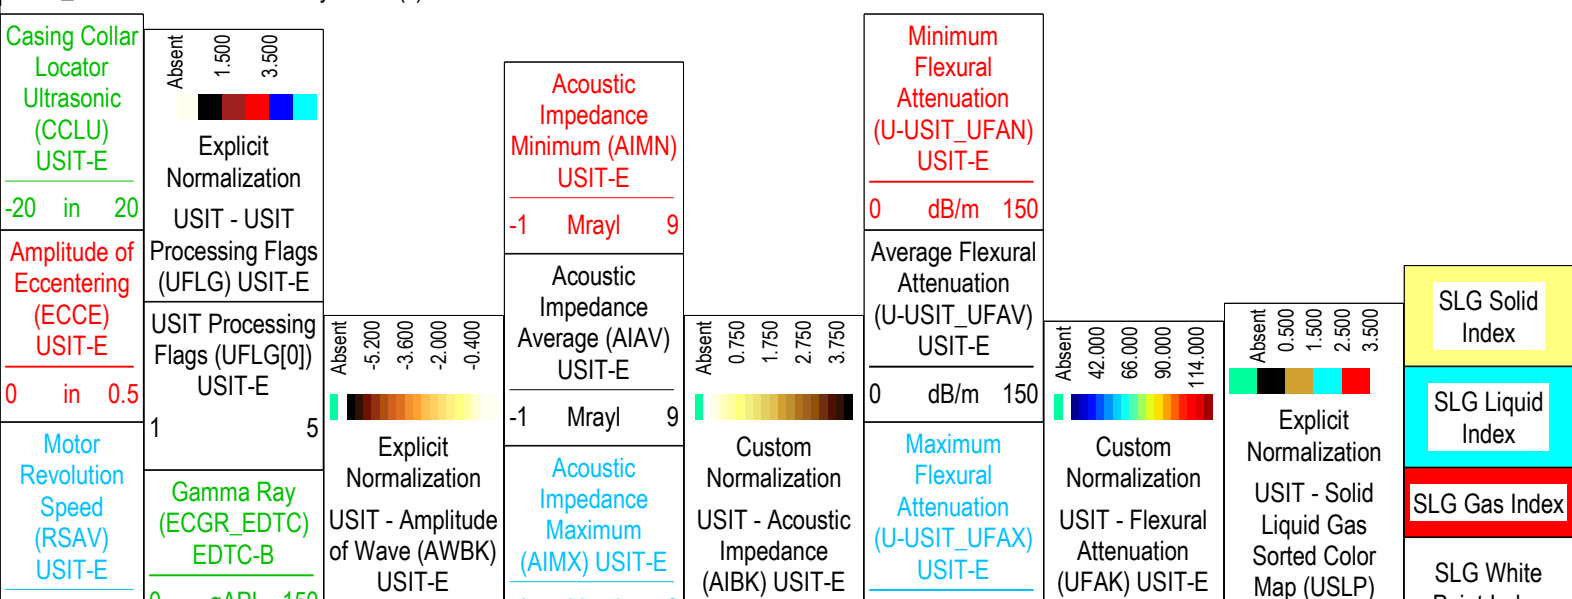 Casing Collar
Locator
Ultrasonic
(CCLU)
USIT-E
-20 in 20
Amplitude of
Eccentering
(ECCE)
USIT-E
0 in 0.5
Motor
Revolution
Speed
(RSAV)
USIT-E
Absent
1.500
3.500
Explicit
Normalization
USIT - USIT
Processing Flags
(UFLG) USIT-E
USIT Processing
Flags (UFLG[0])
USIT-E
1 5
Gamma Ray
(ECGR_EDTC)
EDTC-B
0 gAPI 150
Absent
-5.200
-3.600
-2.000
-0.400
Explicit
Normalization
USIT - Amplitude
of Wave (AWBK)
USIT-E
Acoustic
Impedance
Minimum (AIMN)
USIT-E
-1 Mrayl 9
Acoustic
Impedance
Average (AIAV)
USIT-E
-1 Mrayl 9
Acoustic
Impedance
Maximum
(AIMX) USIT-E
Absent
0.750
1.750
2.750
3.750
Custom
Normalization
USIT - Acoustic
Impedance
(AIBK) USIT-E
Minimum
Flexural
Attenuation
(U-USIT_UFAN)
USIT-E
0 dB/m 150
Average Flexural
Attenuation
(U-USIT_UFAV)
USIT-E
0 dB/m 150
Maximum
Flexural
Attenuation
(U-USIT_UFAX)
USIT-E
Absent
42.000
66.000
90.000
114.000
Custom
Normalization
USIT - Flexural
Attenuation
(UFAK) USIT-E
Absent
0.500
1.500
2.500
3.500
Explicit
Normalization
USIT - Solid
Liquid Gas
Sorted Color
Map (USLP)
SLG Solid
Index
SLG Liquid
Index
SLG Gas Index
SLG White